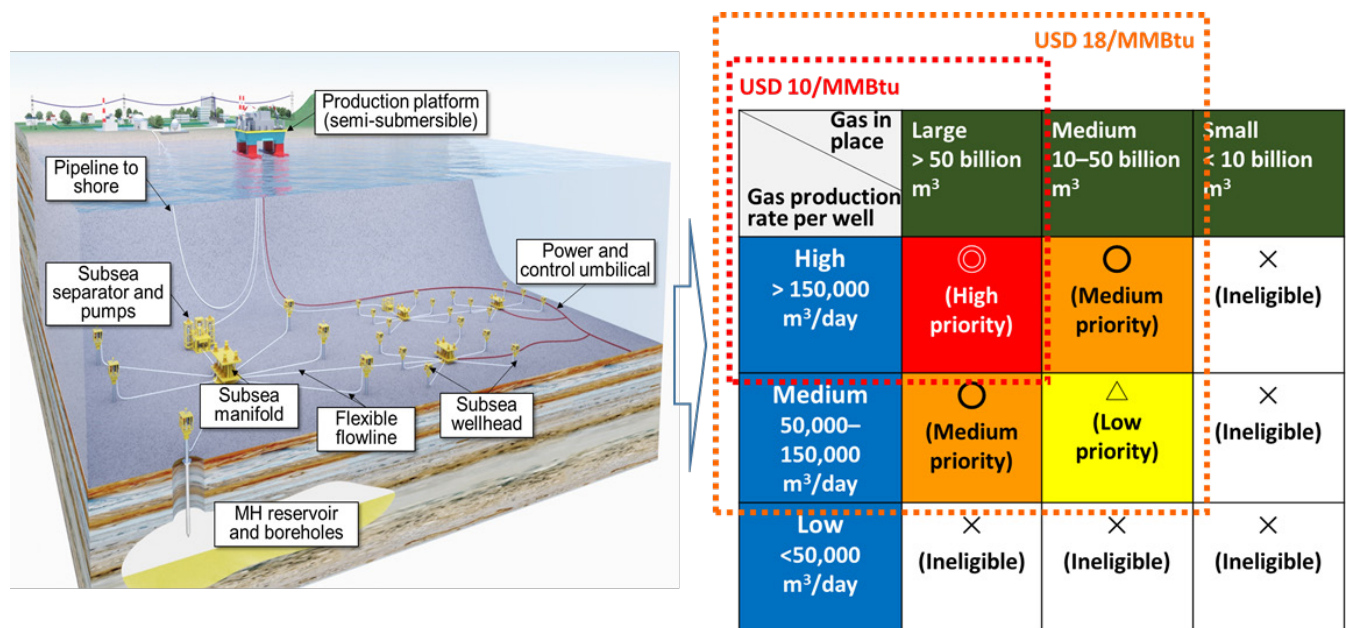 Production platform
(semi-submersible)
Pipeline to
shore
Power and
control umbilical
Subsea
separator and
pumps
Subsea
manifold
Flexible
flowline
Subsea
wellhead
MH reservoir
and boreholes
USD 18/MMBtu
USD 10/MMBtu
Gas in
place
Gas production
rate per well
Large
> 50 billion
m³
Medium
10–50 billion
m³
Small
< 10 billion
m³
High
> 150,000
m³/day
◎
(High
priority)
○
(Medium
priority)
×
(Ineligible)
Medium
50,000–
150,000
m³/day
○
(Medium
priority)
△
(Low
priority)
×
(Ineligible)
Low
<50,000
m³/day
×
(Ineligible)
×
(Ineligible)
×
(Ineligible)